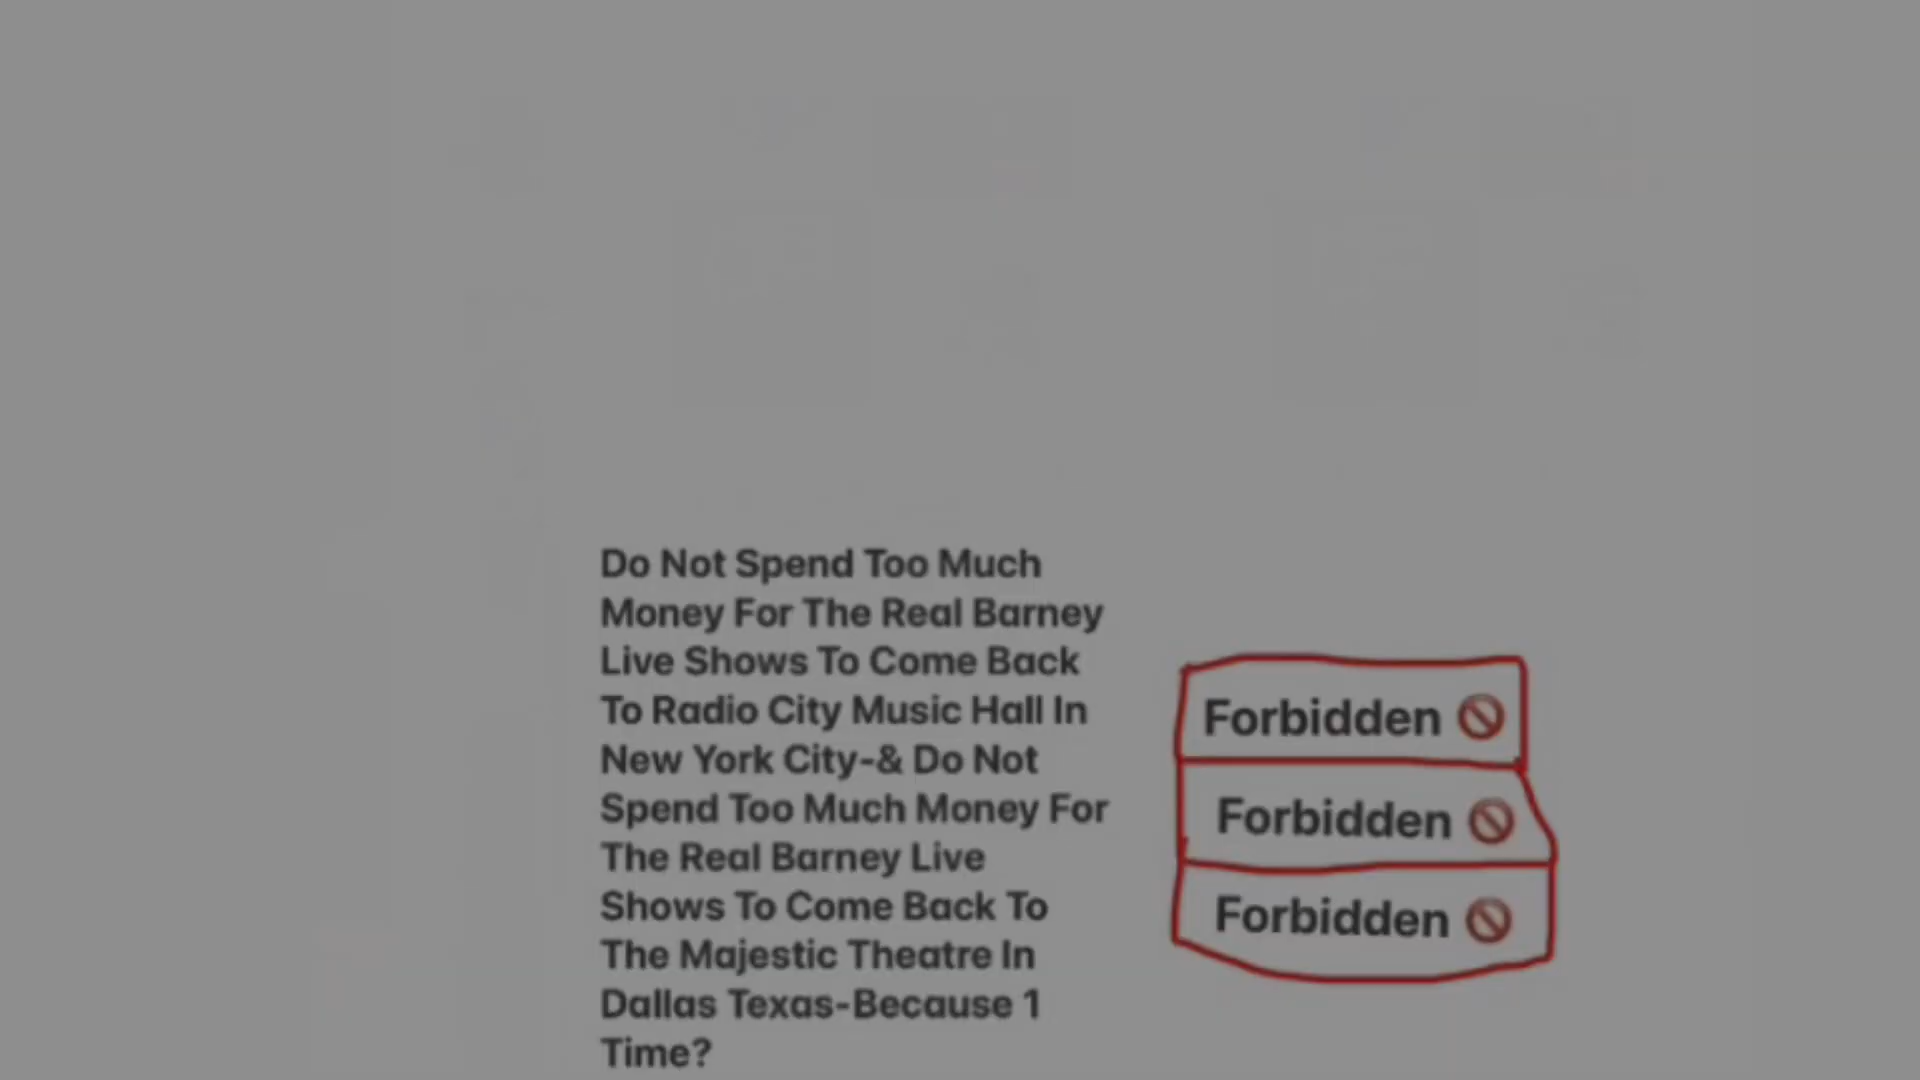 Do Not Spend Too Much
Money For The Real Barney
Live Shows To Come Back
To Radio City Music Hall In
New York City-& Do Not
Spend Too Much Money For
The Real Barney Live
Shows To Come Back To
The Majestic Theatre In
Dallas Texas-Because 1
Time?
Forbidden 🚫
Forbidden 🚫
Forbidden 🚫